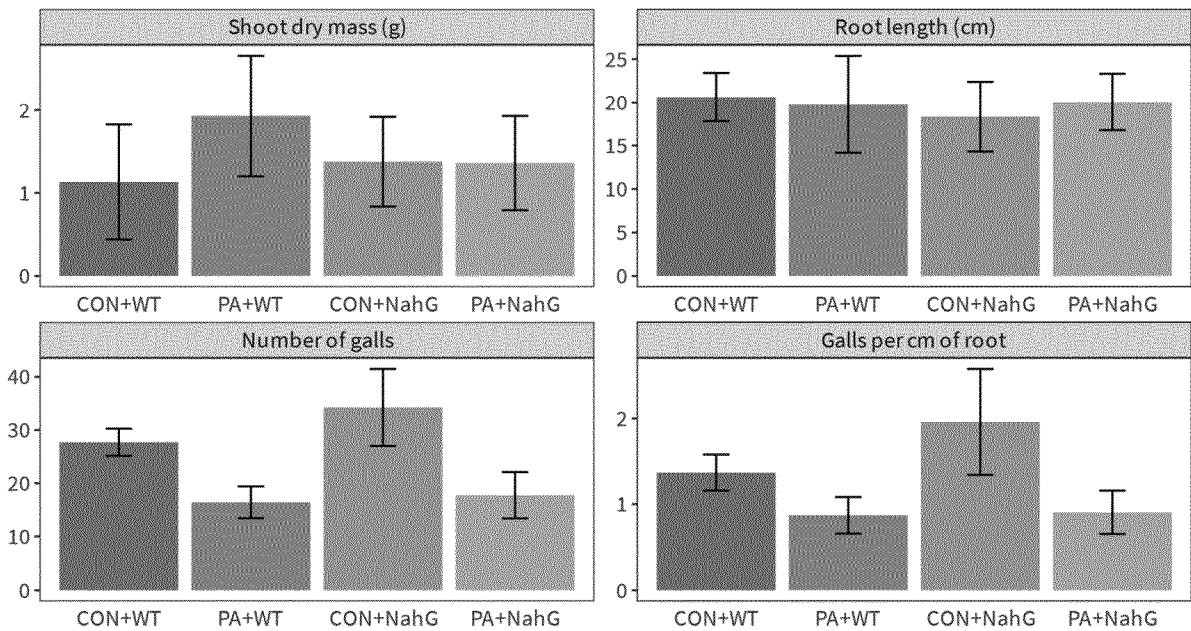 Shoot dry mass (g)
2
1
0
CON+WT PA+WT CON+NahG PA+NahG
Root length (cm)
25
20
15
10
5
0
CON+WT PA+WT CON+NahG PA+NahG
Number of galls
40
30
20
10
0
CON+WT PA+WT CON+NahG PA+NahG
Galls per cm of root
2
1
0
CON+WT PA+WT CON+NahG PA+NahG